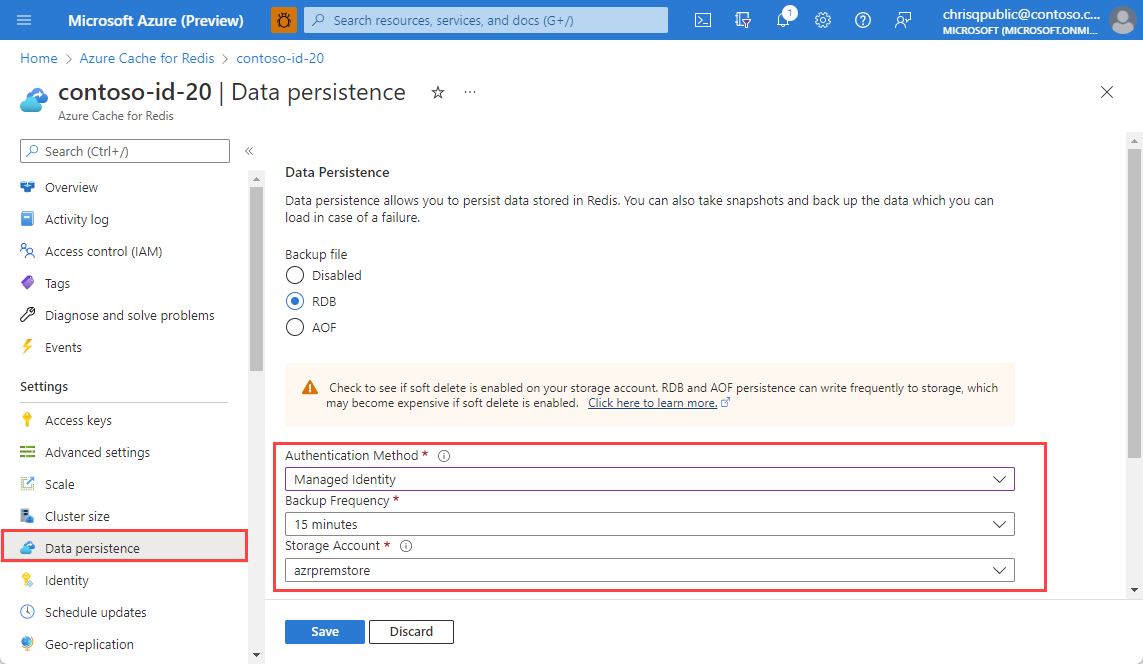 Microsoft Azure (Preview)
Search resources, services, and docs (G+/)
1
chrisqpublic@contoso.c...
MICROSOFT (MICROSOFT.ONMI...
Home > Azure Cache for Redis > contoso-id-20
contoso-id-20 | Data persistence
Azure Cache for Redis
Search (Ctrl+/)
Overview
Activity log
Access control (IAM)
Tags
Diagnose and solve problems
Events
Settings
Access keys
Advanced settings
Scale
Cluster size
Data persistence
Identity
Schedule updates
Geo-replication
Data Persistence
Data persistence allows you to persist data stored in Redis. You can also take snapshots and back up the data which you can
load in case of a failure.
Backup file
Disabled
RDB
AOF
Check to see if soft delete is enabled on your storage account. RDB and AOF persistence can write frequently to storage, which
may become expensive if soft delete is enabled. Click here to learn more.
Authentication Method *
Managed Identity
Backup Frequency *
15 minutes
Storage Account *
azrpremstore
Save
Discard